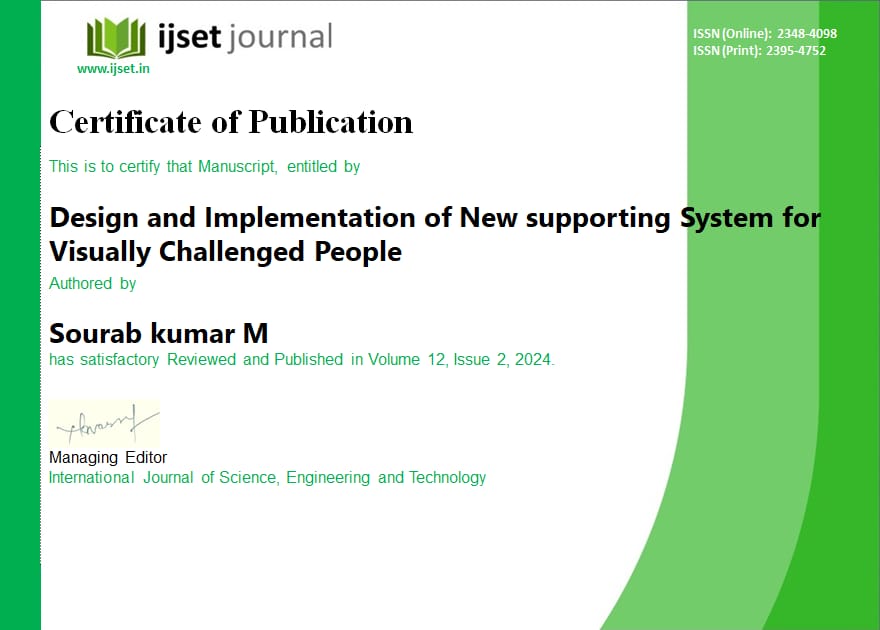 ijset journal
www.ijset.in
ISSN (Online): 2348-4098
ISSN (Print): 2395-4752
Certificate of Publication
This is to certify that Manuscript, entitled by
Design and Implementation of New supporting System for
Visually Challenged People
Authored by
Sourab kumar M
has satisfactory Reviewed and Published in Volume 12, Issue 2, 2024.
Managing Editor
International Journal of Science, Engineering and Technology